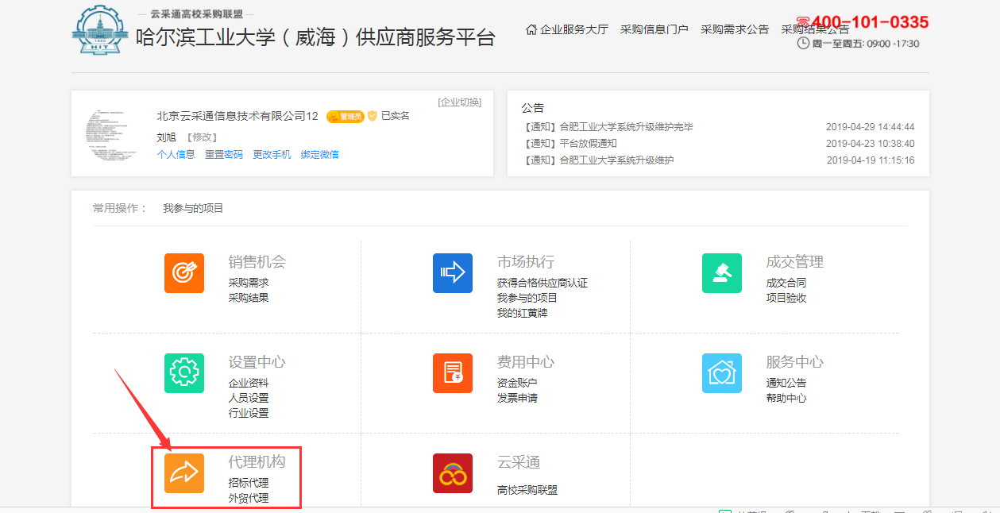 云采通高校采购联盟
哈尔滨工业大学（威海）供应商服务平台
企业服务大厅 采购信息门户 采购需求公告 采购结果公告
400-101-0335
周一至周五: 09:00 -17:30
HIT
[企业切换]
北京云采通信息技术有限公司12 管理员 已实名
刘旭 【修改】
个人信息 重置密码 更改手机 绑定微信
公告
【通知】合肥工业大学系统升级维护完毕 2019-04-29 14:44:44
【通知】平台放假通知 2019-04-23 10:38:40
【通知】合肥工业大学系统升级维护 2019-04-19 11:15:16
常用操作： 我参与的项目
销售机会
采购需求
采购结果
市场执行
获得合格供应商认证
我参与的项目
我的红黄牌
成交管理
成交合同
项目验收
设置中心
企业资料
人员设置
行业设置
费用中心
资金账户
发票申请
服务中心
通知公告
帮助中心
代理机构
招标代理
外贸代理
云采通
高校采购联盟